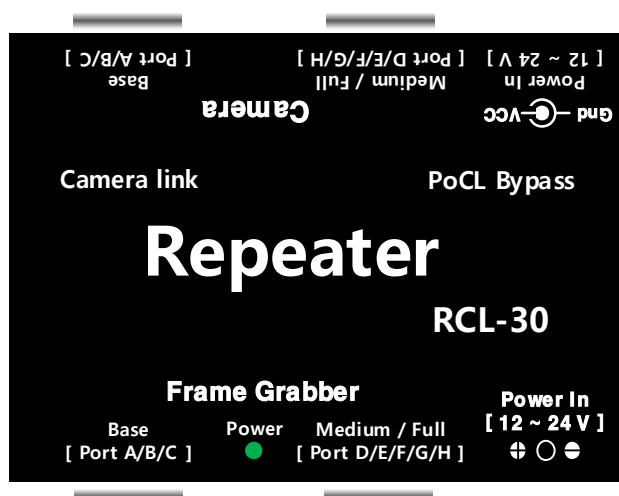 Base
[ Port A/B/C ]
Medium / Full
[ Port D/E/F/G/H ]
Power In
[ 12 ~ 24 V ]
Camera
Gnd VCC
Camera link
PoCL Bypass
Repeater
RCL-30
Frame Grabber
Base
[ Port A/B/C ]
Power
Medium / Full
[ Port D/E/F/G/H ]
Power In
[ 12 ~ 24 V ]